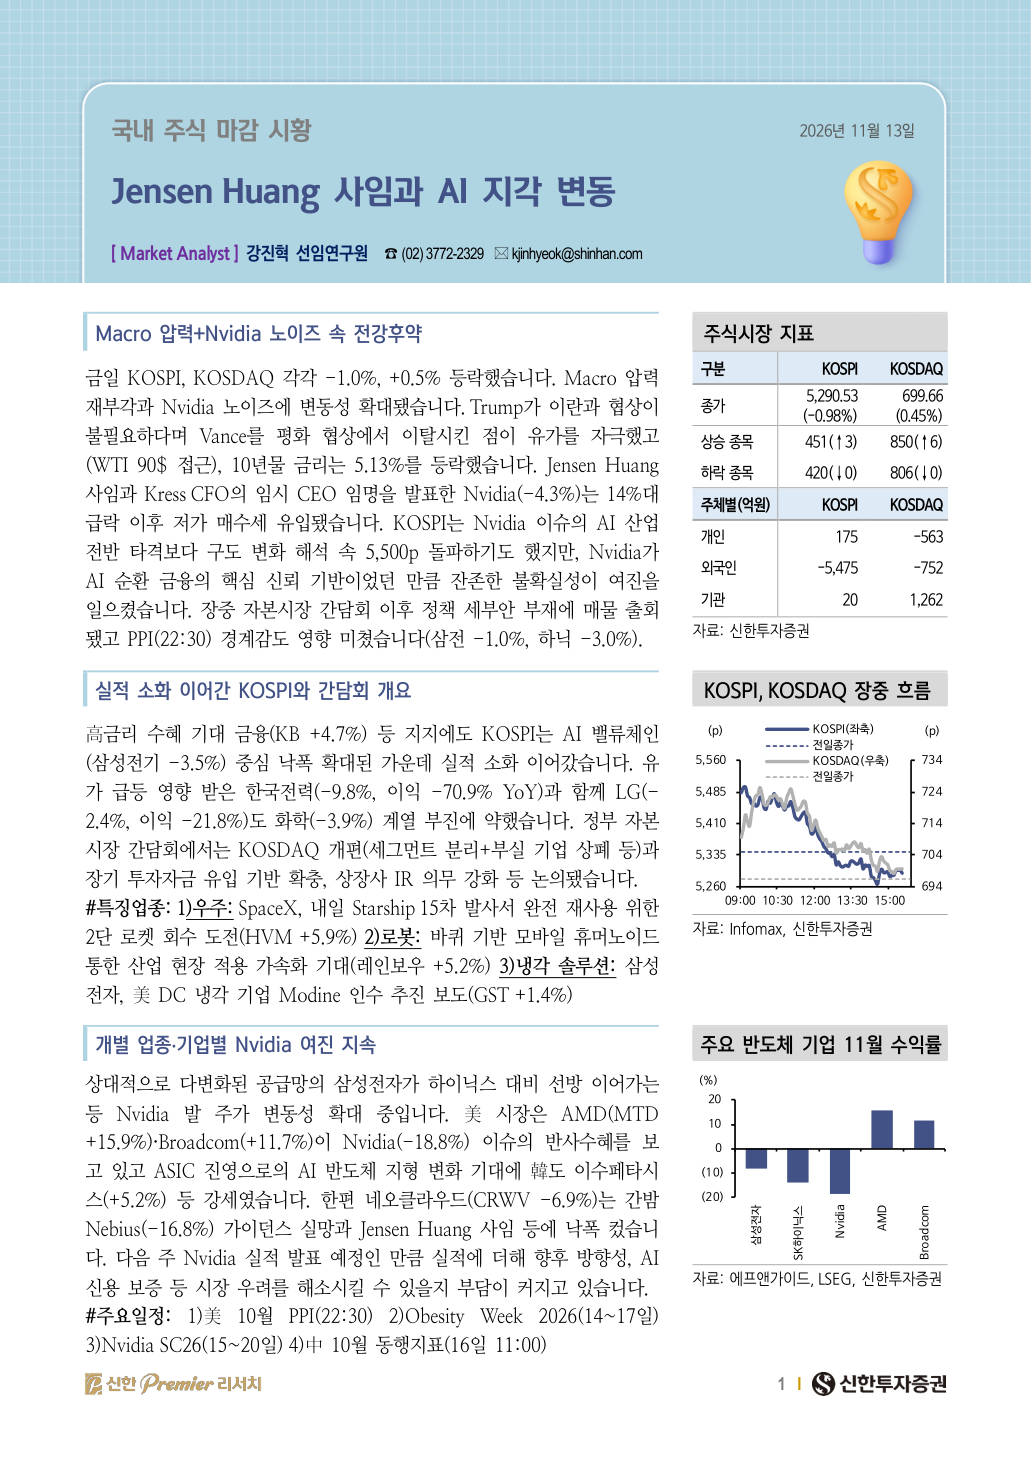 국내 주식 마감 시황
2026년 11월 13일
Jensen Huang 사임과 AI 지각 변동
[ Market Analyst ] 강진혁 선임연구원 ☎ (02) 3772-2329 ✉ kjinhyeok@shinhan.com
Macro 압력+Nvidia 노이즈 속 전강후약
금일 KOSPI, KOSDAQ 각각 -1.0%, +0.5% 등락했습니다. Macro 압력
재부각과 Nvidia 노이즈에 변동성 확대됐습니다. Trump가 이란과 협상이
불필요하다며 Vance를 평화 협상에서 이탈시킨 점이 유가를 자극했고
(WTI 90$ 접근), 10년물 금리는 5.13%를 등락했습니다. Jensen Huang
사임과 Kress CFO의 임시 CEO 임명을 발표한 Nvidia(-4.3%)는 14%대
급락 이후 저가 매수세 유입됐습니다. KOSPI는 Nvidia 이슈의 AI 산업
전반 타격보다 구도 변화 해석 속 5,500p 돌파하기도 했지만, Nvidia가
AI 순환 금융의 핵심 신뢰 기반이었던 만큼 잔존한 불확실성이 여진을
일으켰습니다. 장중 자본시장 간담회 이후 정책 세부안 부재에 매물 출회
됐고 PPI(22:30) 경계감도 영향 미쳤습니다(삼전 -1.0%, 하닉 -3.0%).
실적 소화 이어간 KOSPI와 간담회 개요
高금리 수혜 기대 금융(KB +4.7%) 등 지지에도 KOSPI는 AI 밸류체인
(삼성전기 -3.5%) 중심 낙폭 확대된 가운데 실적 소화 이어갔습니다. 유
가 급등 영향 받은 한국전력(-9.8%, 이익 -70.9% YoY)과 함께 LG(-
2.4%, 이익 -21.8%)도 화학(-3.9%) 계열 부진에 약했습니다. 정부 자본
시장 간담회에서는 KOSDAQ 개편(세그먼트 분리+부실 기업 상폐 등)과
장기 투자자금 유입 기반 확충, 상장사 IR 의무 강화 등 논의됐습니다.
#특징업종: 1)우주: SpaceX, 내일 Starship 15차 발사서 완전 재사용 위한
2단 로켓 회수 도전(HVM +5.9%) 2)로봇: 바퀴 기반 모바일 휴머노이드
통한 산업 현장 적용 가속화 기대(레인보우 +5.2%) 3)냉각 솔루션: 삼성
전자, 美 DC 냉각 기업 Modine 인수 추진 보도(GST +1.4%)
개별 업종·기업별 Nvidia 여진 지속
상대적으로 다변화된 공급망의 삼성전자가 하이닉스 대비 선방 이어가는
등 Nvidia 발 주가 변동성 확대 중입니다. 美 시장은 AMD(MTD
+15.9%)·Broadcom(+11.7%)이 Nvidia(-18.8%) 이슈의 반사수혜를 보
고 있고 ASIC 진영으로의 AI 반도체 지형 변화 기대에 韓도 이수페타시
스(+5.2%) 등 강세였습니다. 한편 네오클라우드(CRWV -6.9%)는 간밤
Nebius(-16.8%) 가이던스 실망과 Jensen Huang 사임 등에 낙폭 컸습니
다. 다음 주 Nvidia 실적 발표 예정인 만큼 실적에 더해 향후 방향성, AI
신용 보증 등 시장 우려를 해소시킬 수 있을지 부담이 커지고 있습니다.
#주요일정: 1)美 10월 PPI(22:30) 2)Obesity Week 2026(14~17일)
3)Nvidia SC26(15~20일) 4)中 10월 동행지표(16일 11:00)
주식시장 지표
구분 KOSPI KOSDAQ
종가 5,290.53 699.66
(-0.98%) (0.45%)
상승 종목 451(↑3) 850(↑6)
하락 종목 420(↓0) 806(↓0)
주체별(억원) KOSPI KOSDAQ
개인 175 -563
외국인 -5,475 -752
기관 20 1,262
자료: 신한투자증권
KOSPI, KOSDAQ 장중 흐름
(p) KOSPI(좌축) (p)
전일종가
5,560 KOSDAQ(우축) 734
전일종가
5,485 724
5,410 714
5,335 704
5,260 694
09:00 10:30 12:00 13:30 15:00
자료: Infomax, 신한투자증권
주요 반도체 기업 11월 수익률
(%)
20
10
0
(10)
(20)
삼성전자 SK하이닉스 Nvidia AMD Broadcom
자료: 에프앤가이드, LSEG, 신한투자증권
신한 Premier 리서치
1 | 신한투자증권